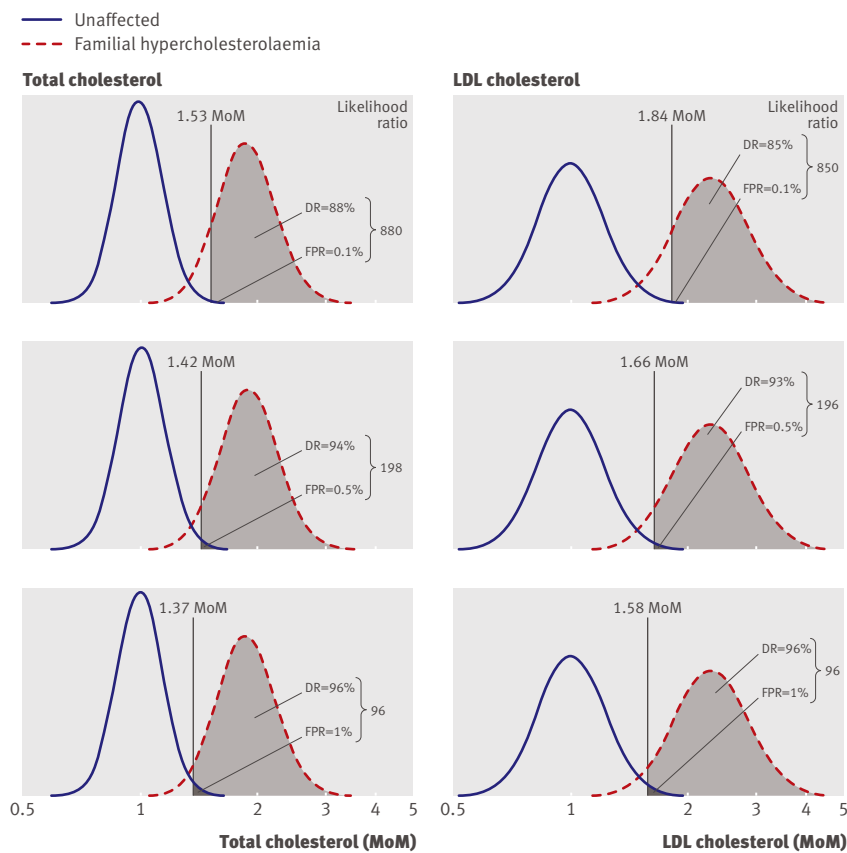 Unaffected
Familial hypercholesterolaemia
Total cholesterol
1.53 MoM
Likelihood
ratio
DR=88%
880
FPR=0.1%
LDL cholesterol
1.84 MoM
Likelihood
ratio
DR=85%
850
FPR=0.1%
1.42 MoM
DR=94%
198
FPR=0.5%
1.66 MoM
DR=93%
196
FPR=0.5%
1.37 MoM
DR=96%
96
FPR=1%
0.5 1 2 3 4 5
Total cholesterol (MoM)
1.58 MoM
DR=96%
96
FPR=1%
0.5 1 2 3 4 5
LDL cholesterol (MoM)